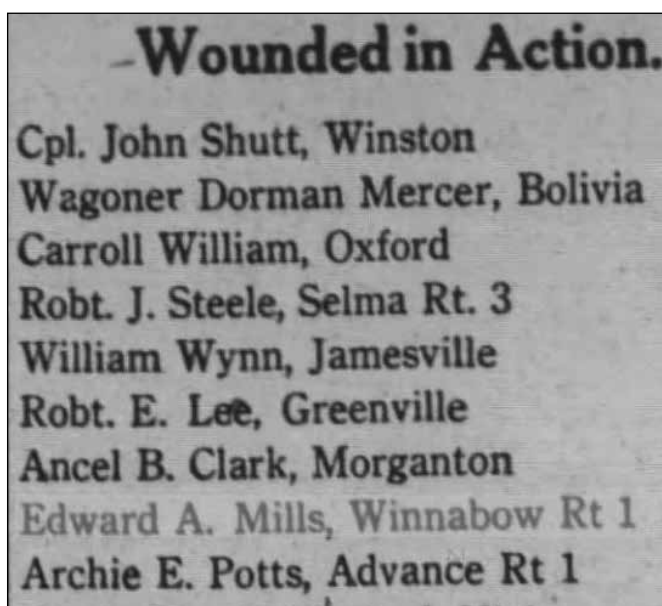 Wounded in Action.
Cpl. John Shutt, Winston
Wagoner Dorman Mercer, Bolivia
Carroll William, Oxford
Robt. J. Steele, Selma Rt. 3
William Wynn, Jamesville
Robt. E. Lee, Greenville
Ancel B. Clark, Morganton
Edward A. Mills, Winnabow Rt 1
Archie E. Potts, Advance Rt 1